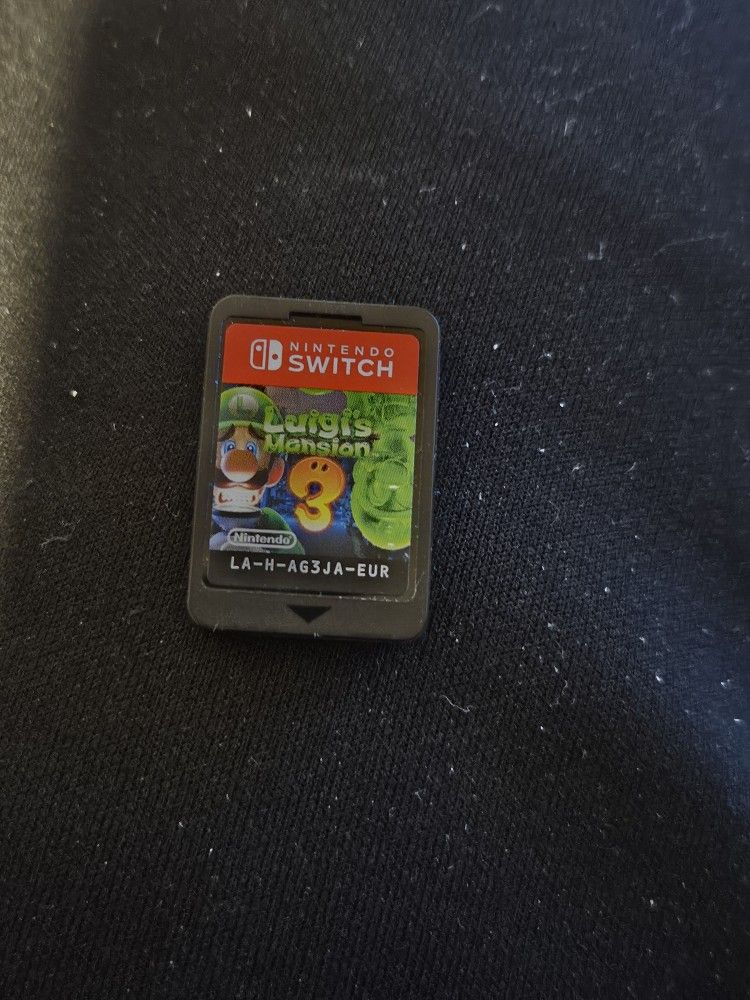 NINTENDO
SWITCH
L
Luigi's
Mansion
3
Nintendo
LA-H-AG3JA-EUR